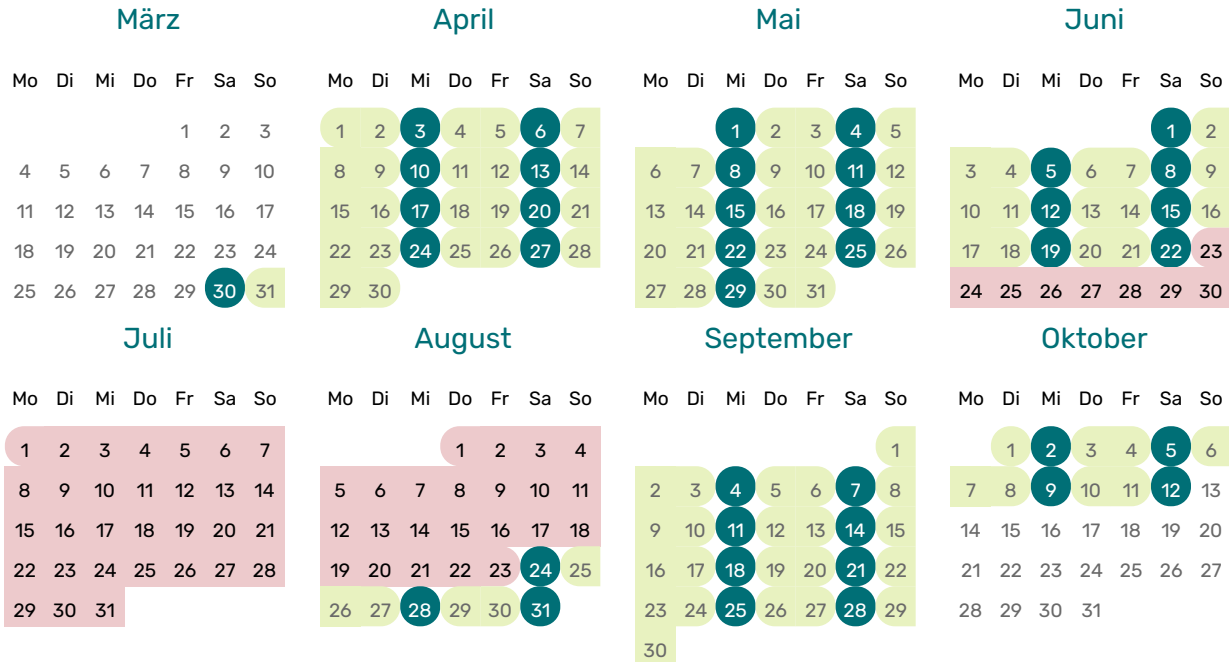 März April Mai Juni
Mo Di Mi Do Fr Sa So Mo Di Mi Do Fr Sa So Mo Di Mi Do Fr Sa So Mo Di Mi Do Fr Sa So
1 2 3 1 2 3 4 5 6 7 1 2 3 4 5 1 2
4 5 6 7 8 9 10 8 9 10 11 12 13 14 6 7 8 9 10 11 12 3 4 5 6 7 8 9
11 12 13 14 15 16 17 15 16 17 18 19 20 21 13 14 15 16 17 18 19 10 11 12 13 14 15 16
18 19 20 21 22 23 24 22 23 24 25 26 27 28 20 21 22 23 24 25 26 17 18 19 20 21 22 23
25 26 27 28 29 30 31 29 30 27 28 29 30 31 24 25 26 27 28 29 30
Juli August September Oktober
Mo Di Mi Do Fr Sa So Mo Di Mi Do Fr Sa So Mo Di Mi Do Fr Sa So Mo Di Mi Do Fr Sa So
1 2 3 4 5 6 7 1 2 3 4 1 1 2 3 4 5 6
8 9 10 11 12 13 14 5 6 7 8 9 10 11 2 3 4 5 6 7 8 7 8 9 10 11 12 13
15 16 17 18 19 20 21 12 13 14 15 16 17 18 9 10 11 12 13 14 15 14 15 16 17 18 19 20
22 23 24 25 26 27 28 19 20 21 22 23 24 25 16 17 18 19 20 21 22 21 22 23 24 25 26 27
29 30 31 26 27 28 29 30 31 23 24 25 26 27 28 29 28 29 30 31
30